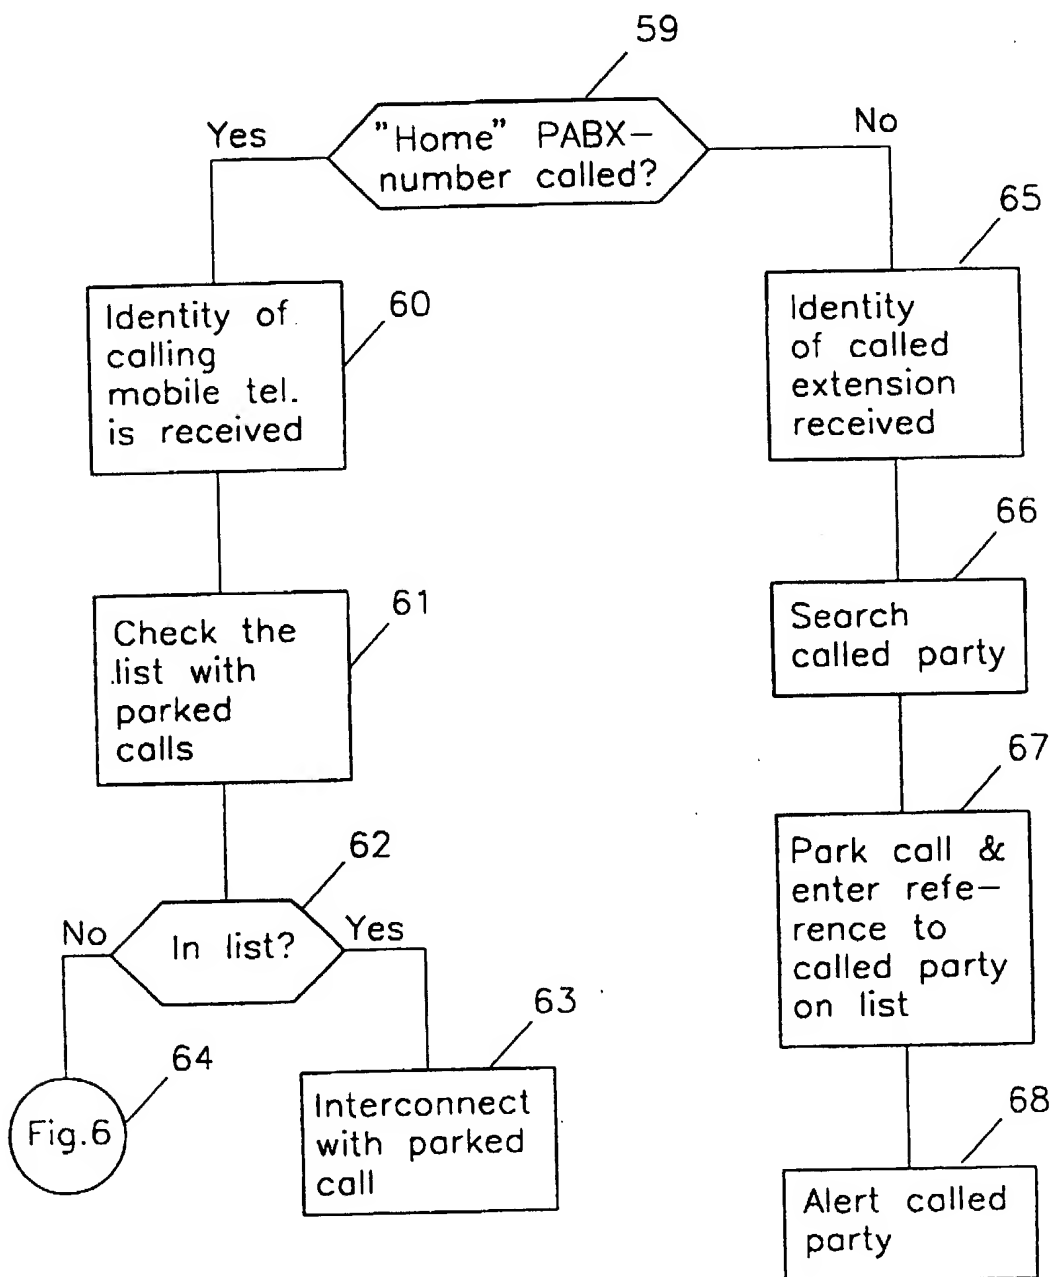 59
Yes
"Home" PABX–
number called?
No
60
Identity of
calling
mobile tel.
is received
61
Check the
list with
parked
calls
62
No
In list?
Yes
64
Fig.6
63
Interconnect
with parked
call
65
Identity
of called
extension
received
66
Search
called party
67
Park call &
enter refe–
rence to
called party
on list
68
Alert called
party